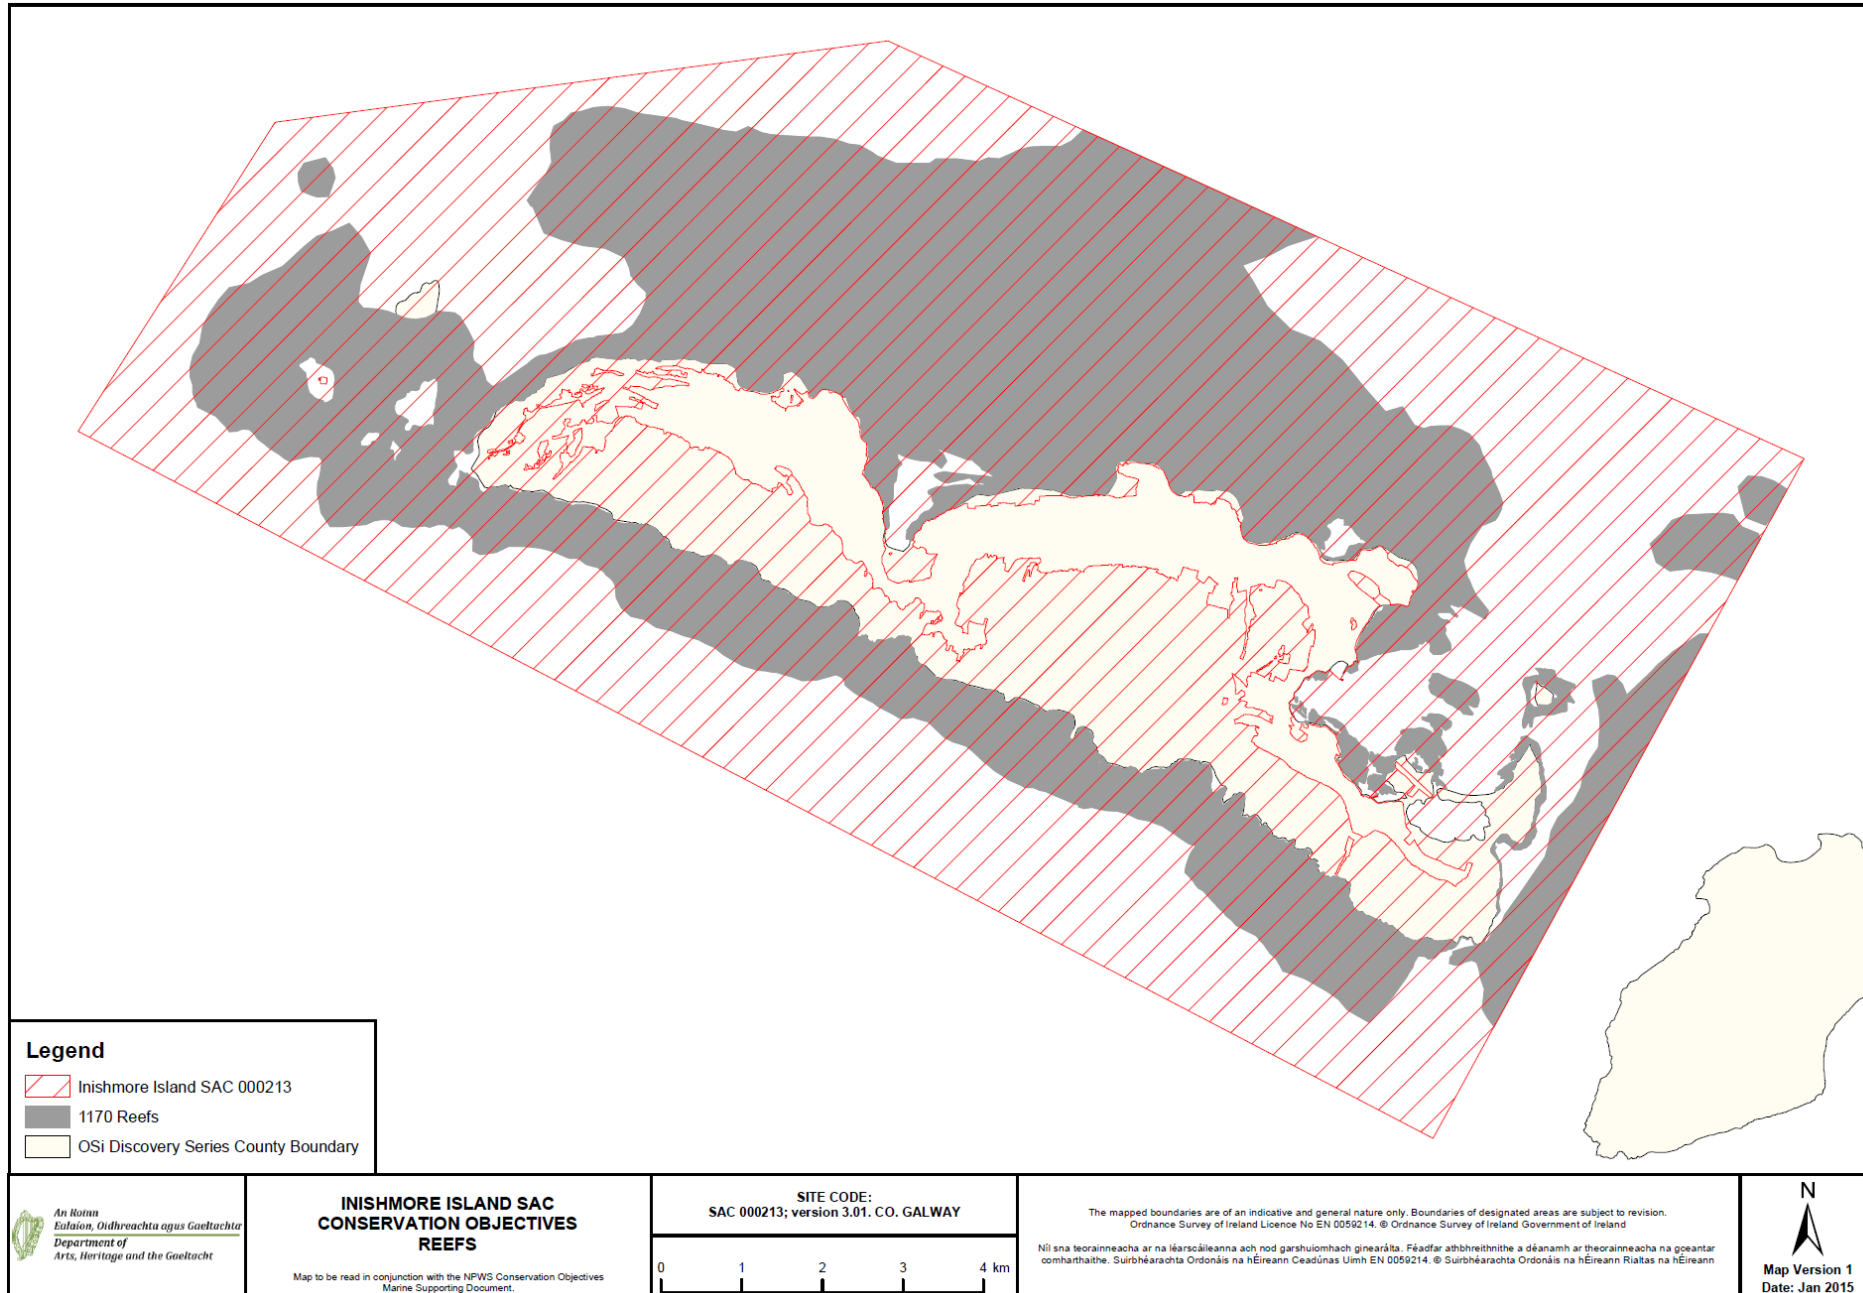 Legend
Inishmore Island SAC 000213
1170 Reefs
OSi Discovery Series County Boundary
An Roinn
Ealaíon, Oidhreachta agus Gaeltachta
Department of
Arts, Heritage and the Gaeltacht
INISHMORE ISLAND SAC
CONSERVATION OBJECTIVES
REEFS
Map to be read in conjunction with the NPWS Conservation Objectives
Marine Supporting Document.
SITE CODE:
SAC 000213; version 3.01. CO. GALWAY
0 1 2 3 4 km
The mapped boundaries are of an indicative and general nature only. Boundaries of designated areas are subject to revision.
Ordnance Survey of Ireland Licence No EN 0059214. © Ordnance Survey of Ireland Government of Ireland
Níl sna teorainneacha ar na léarscáileanna ach nod garshuiomhach ginearálta. Féadfar athbhreithnithe a déanamh ar theorainneacha na gceantar
comharthaithe. Suirbhéarachta Ordonáis na hÉireann Ceadúnas Uimh EN 0059214. © Suirbhéarachta Ordonáis na hÉireann Rialtas na hÉireann
N
Map Version 1
Date: Jan 2015